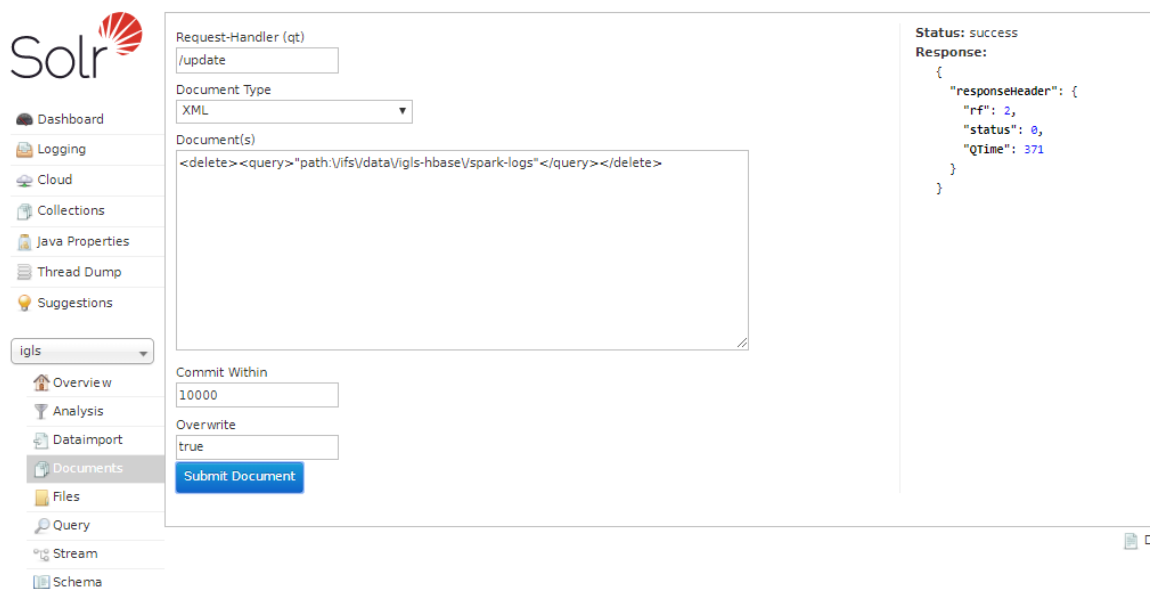 Solr
Dashboard
Logging
Cloud
Collections
Java Properties
Thread Dump
Suggestions
igls
Overview
Analysis
Dataimport
Documents
Files
Query
Stream
Schema
Request-Handler (qt)
/update
Document Type
XML
Document(s)
<delete><query>"path:\/ifs\/data\/igls-hbase\/spark-logs"</query></delete>
Commit Within
10000
Overwrite
true
Submit Document
Status: success
Response:
{
"responseHeader": {
"rf": 2,
"status": 0,
"QTime": 371
}
}